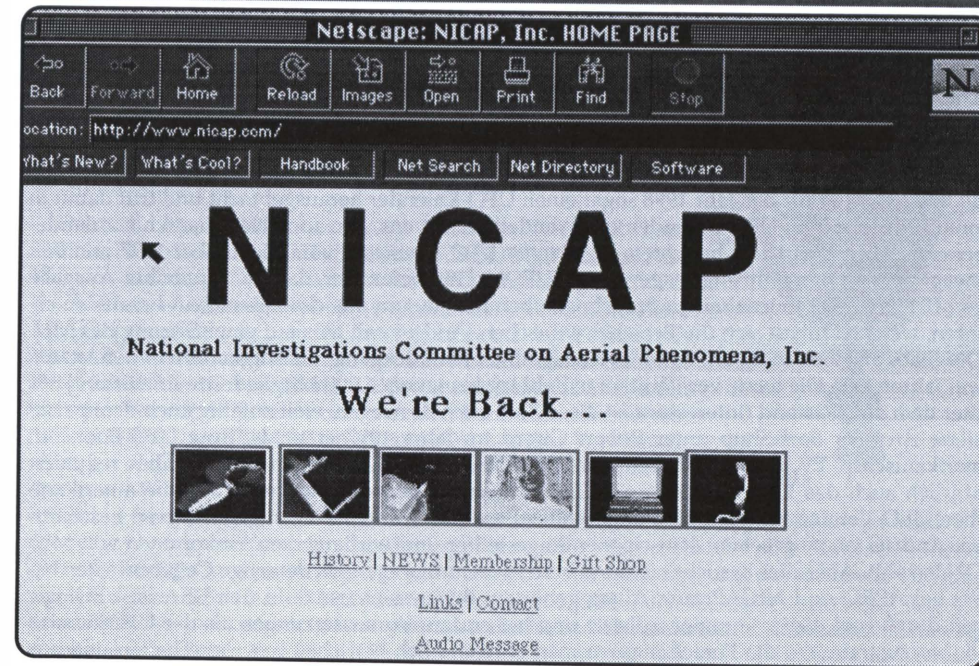 Netscape: NICAP, Inc. HOME PAGE
Back Forward Home Reload Images Open Print Find Stop
N
ocation: http://www.nicap.com/
What's New? What's Cool? Handbook Net Search Net Directory Software
NICAP
National Investigations Committee on Aerial Phenomena, Inc.
We're Back...
History | NEWS | Membership | Gift Shop
Links | Contact
Audio Message